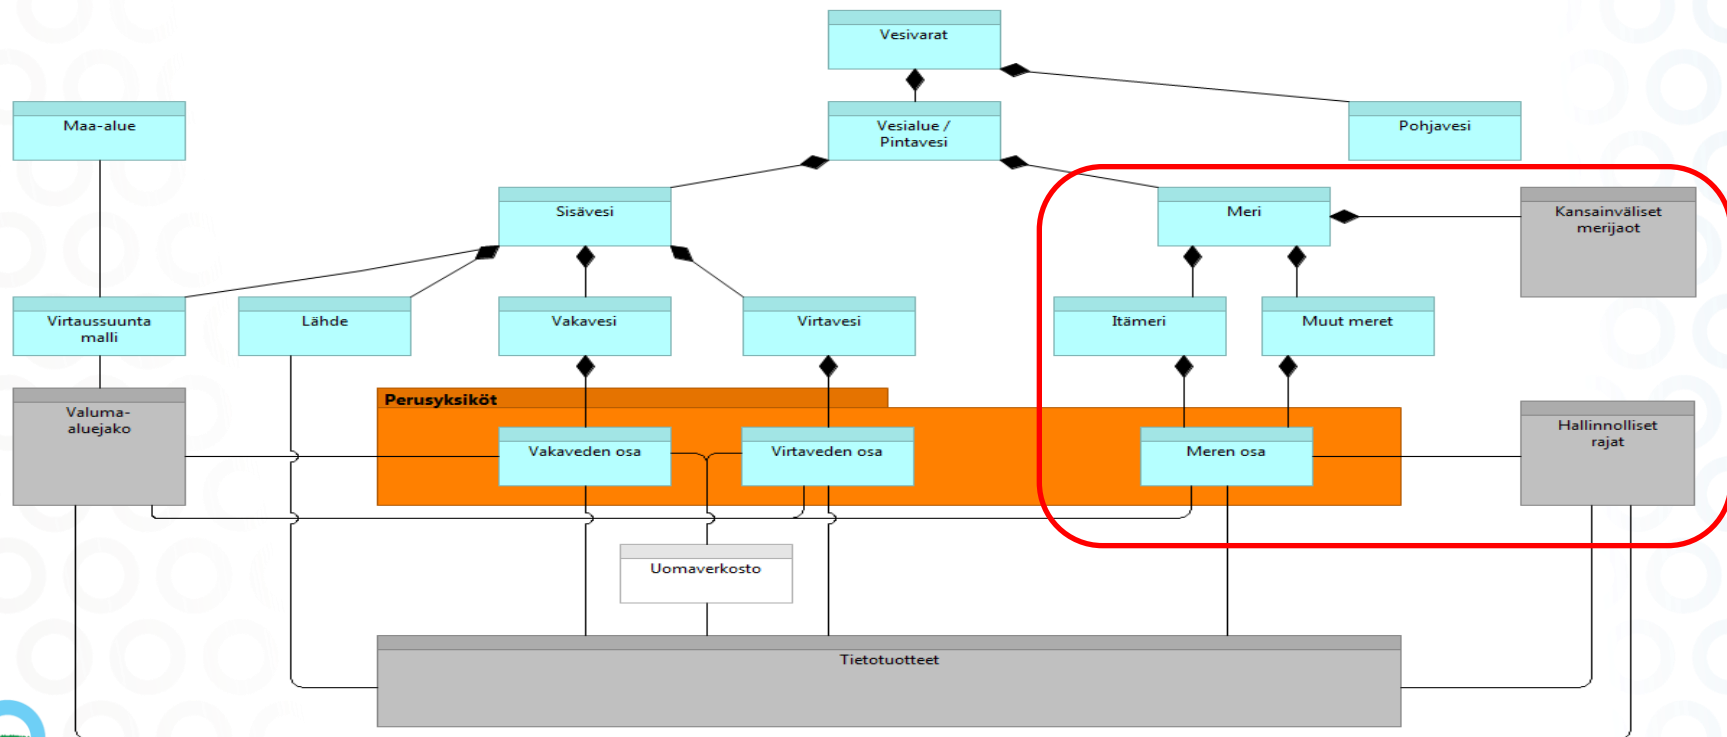 Vesivarat
Maa-alue
Vesialue /
Pintavesi
Pohjavesi
Sisävesi
Meri
Kansainväliset
merijaot
Virtaussuunta
malli
Lähde
Vakavesi
Virtavesi
Itämeri
Muut meret
Perusyksiköt
Valuma-
aluejako
Vakaveden osa
Virtaveden osa
Meren osa
Hallinnolliset
rajat
Uomaverkosto
Tietotuotteet